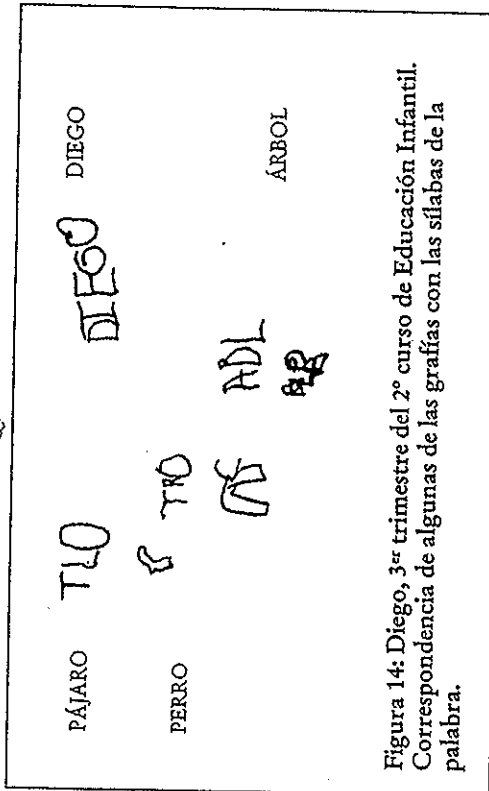 PÁJARO TLO DIEGO DIEGO
PERRO TRO
ADL ÁRBOL
Figura 14: Diego, 3er trimestre del 2º curso de Educación Infantil.
Correspondencia de algunas de las grafías con las sílabas de la
palabra.